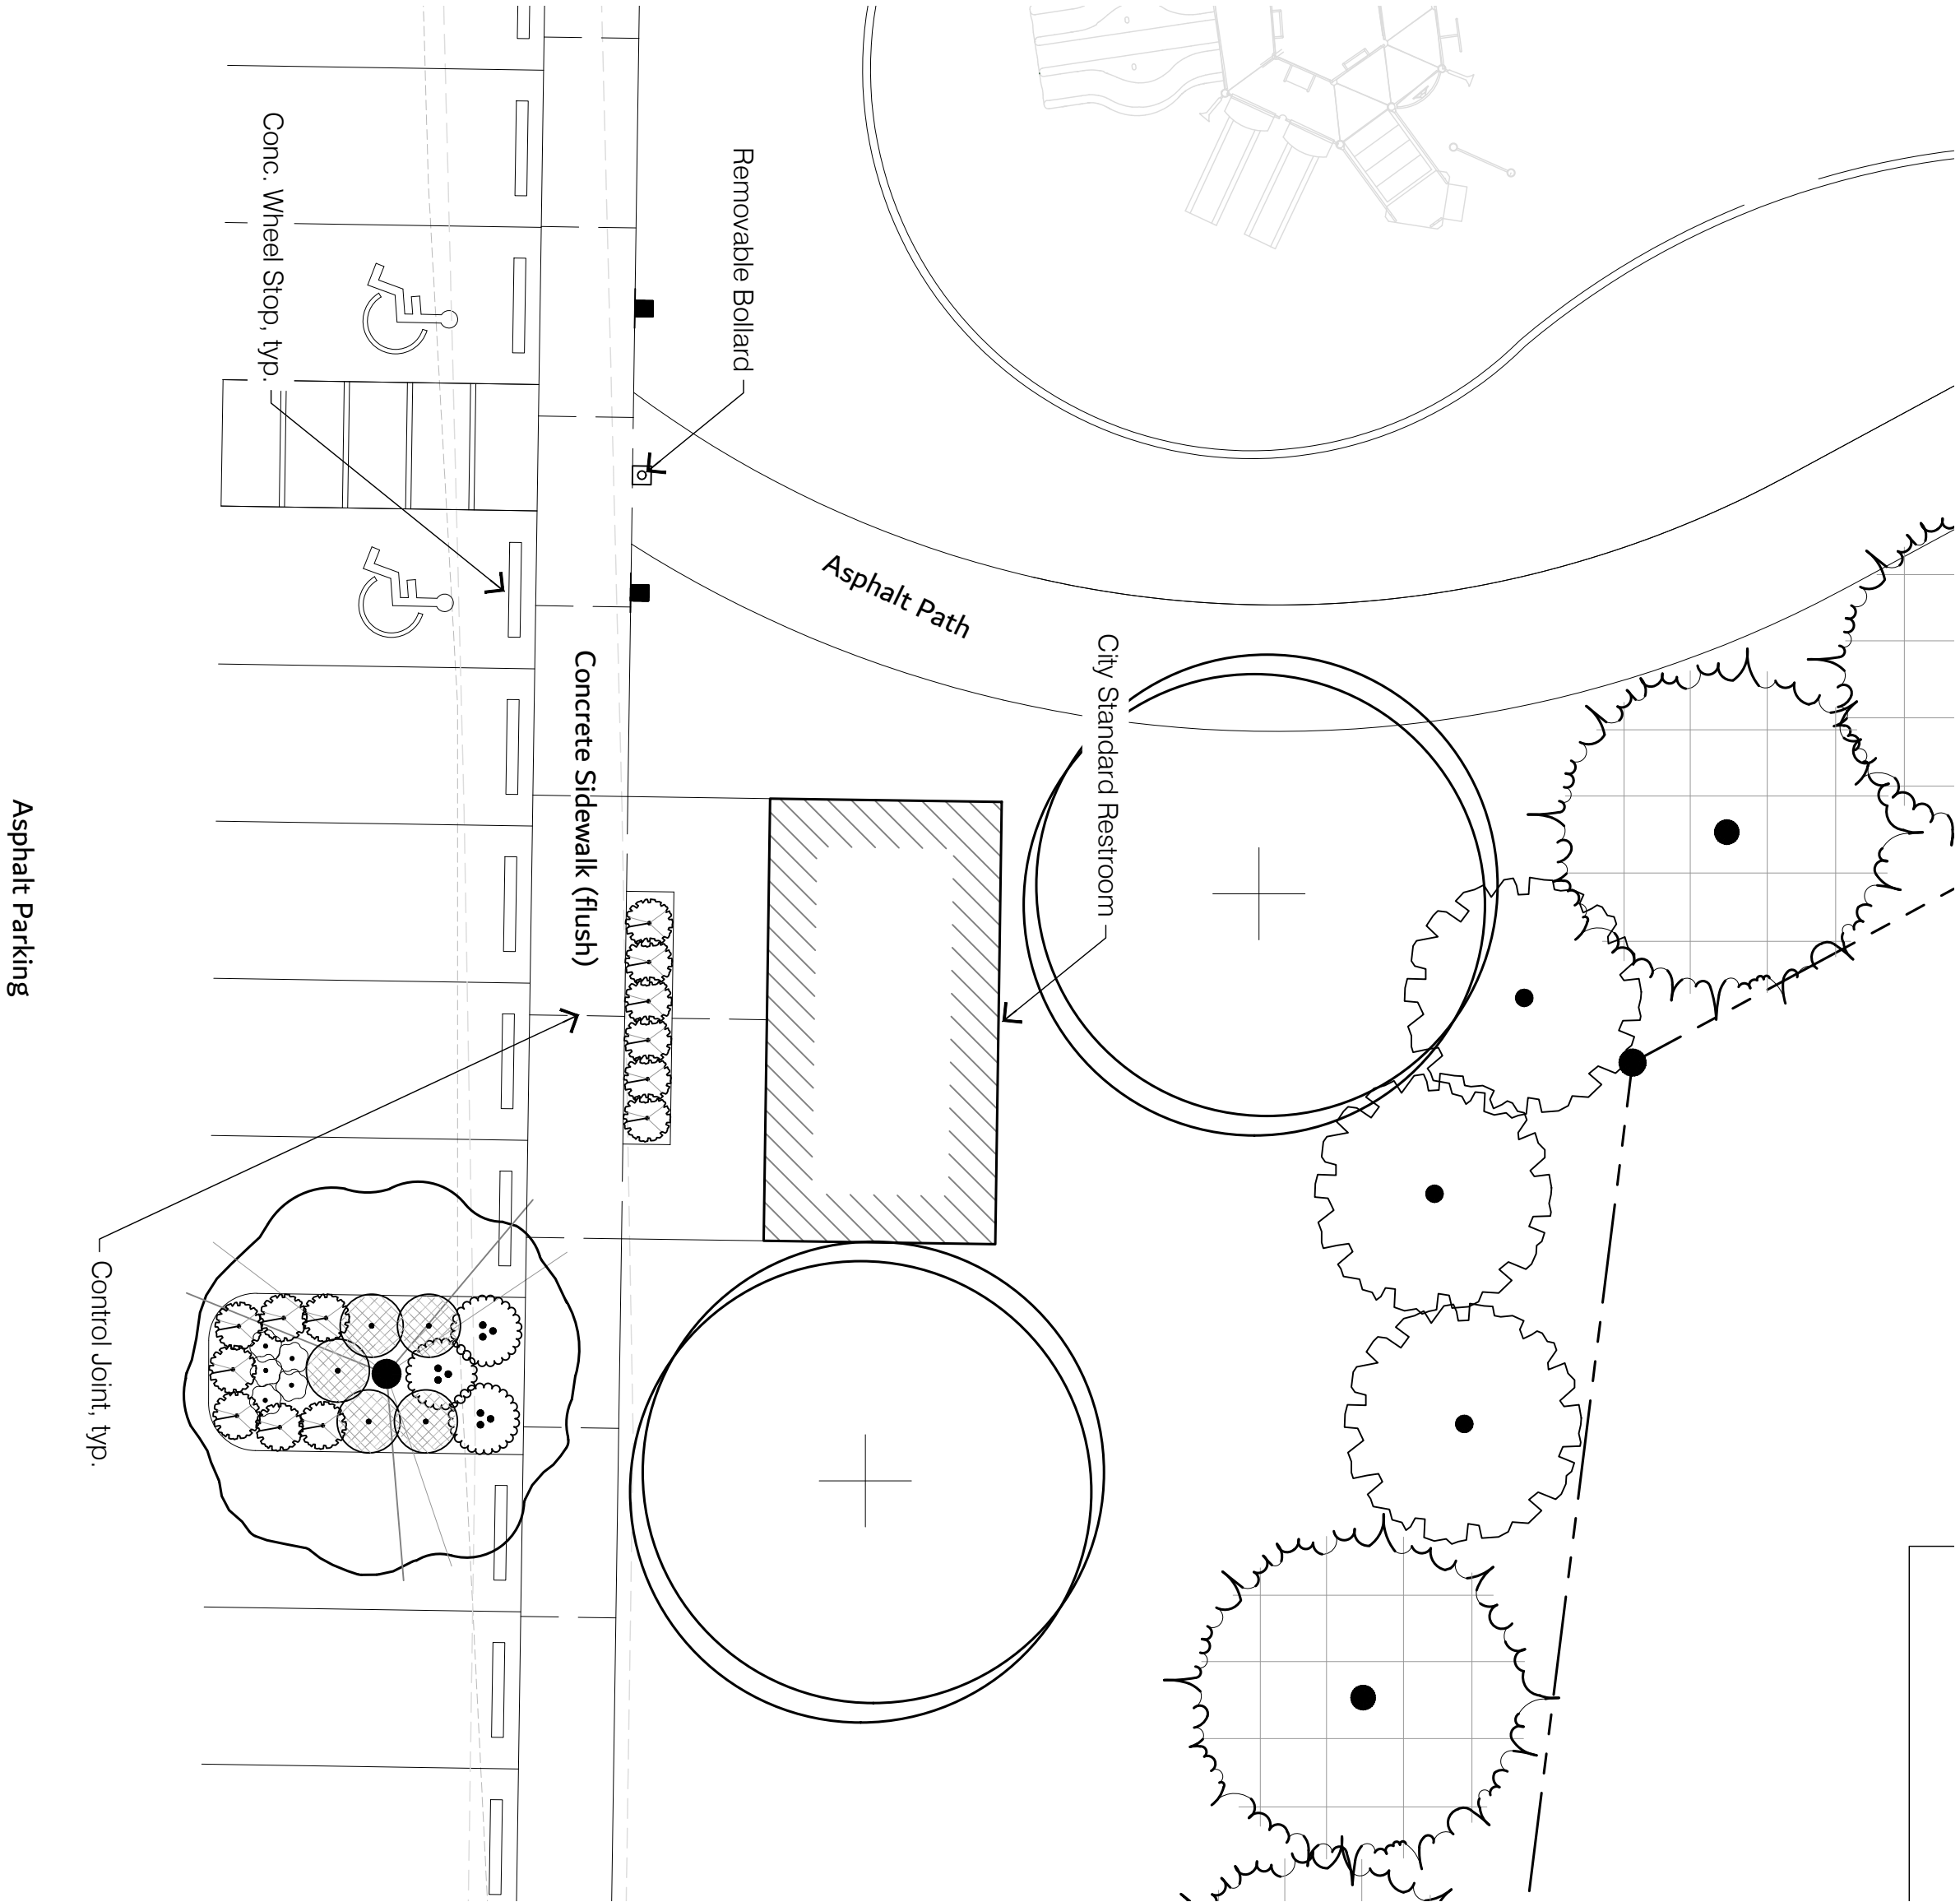 Removable Bollard
Conc. Wheel Stop, typ.
Asphalt Path
City Standard Restroom
Concrete Sidewalk (flush)
Asphalt Parking
Control Joint, typ.